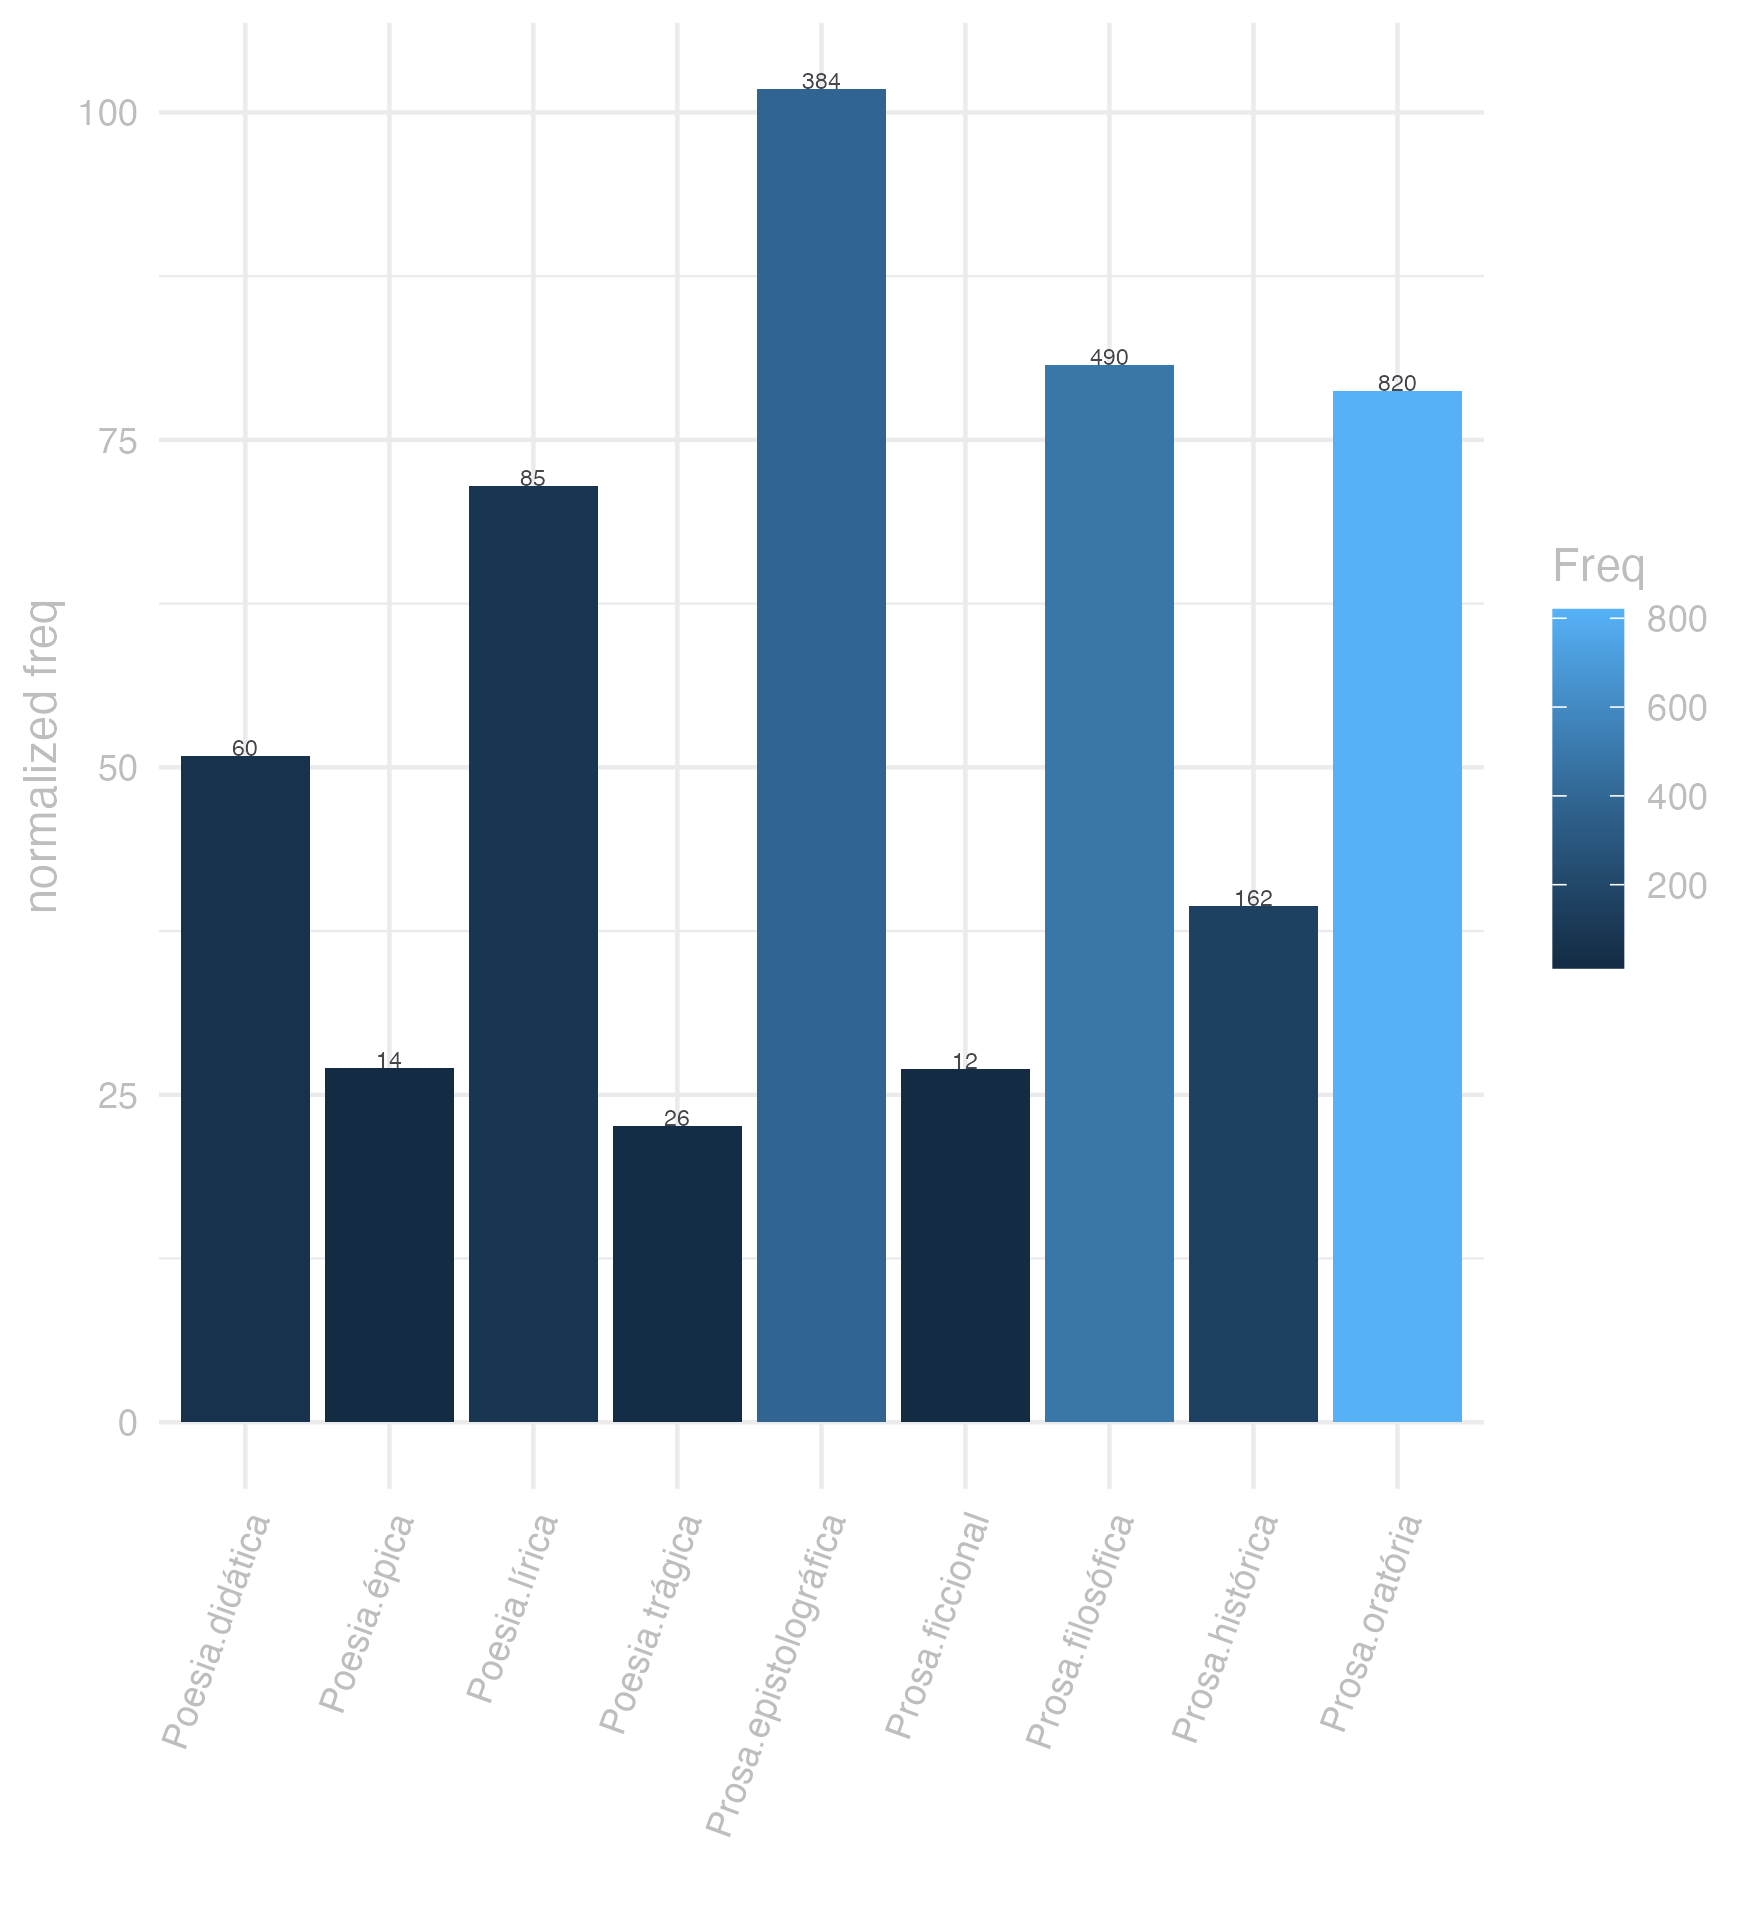 384
100
490
820
75
85
60
50
162
14
12
25
26
0
normalized freq
Freq
800
600
400
200
Poesia.didática
Poesia.épica
Poesia.lírica
Poesia.trágica
Prosa.epistolográfica
Prosa.ficcional
Prosa.filosófica
Prosa.histórica
Prosa.oratória